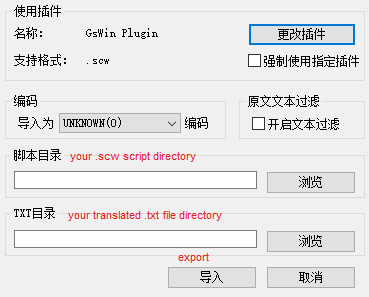 使用插件
名称： GsWin Plugin 更改插件
支持格式： .scw 强制使用指定插件
编码 原文文本过滤
导入为 UNKNOWN(0) 编码 开启文本过滤
脚本目录 your .scw script directory
浏览
TXT目录 your translated .txt file directory
浏览
export
导入 取消